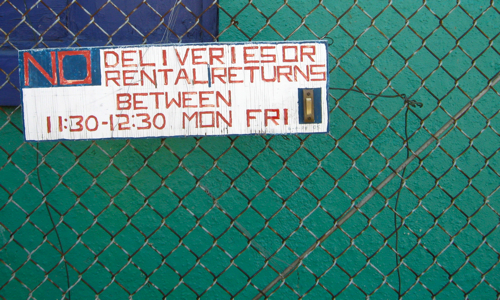 NO DELIVERIES OR
RENTAL RETURNS
BETWEEN
11:30-12:30 MON FRI